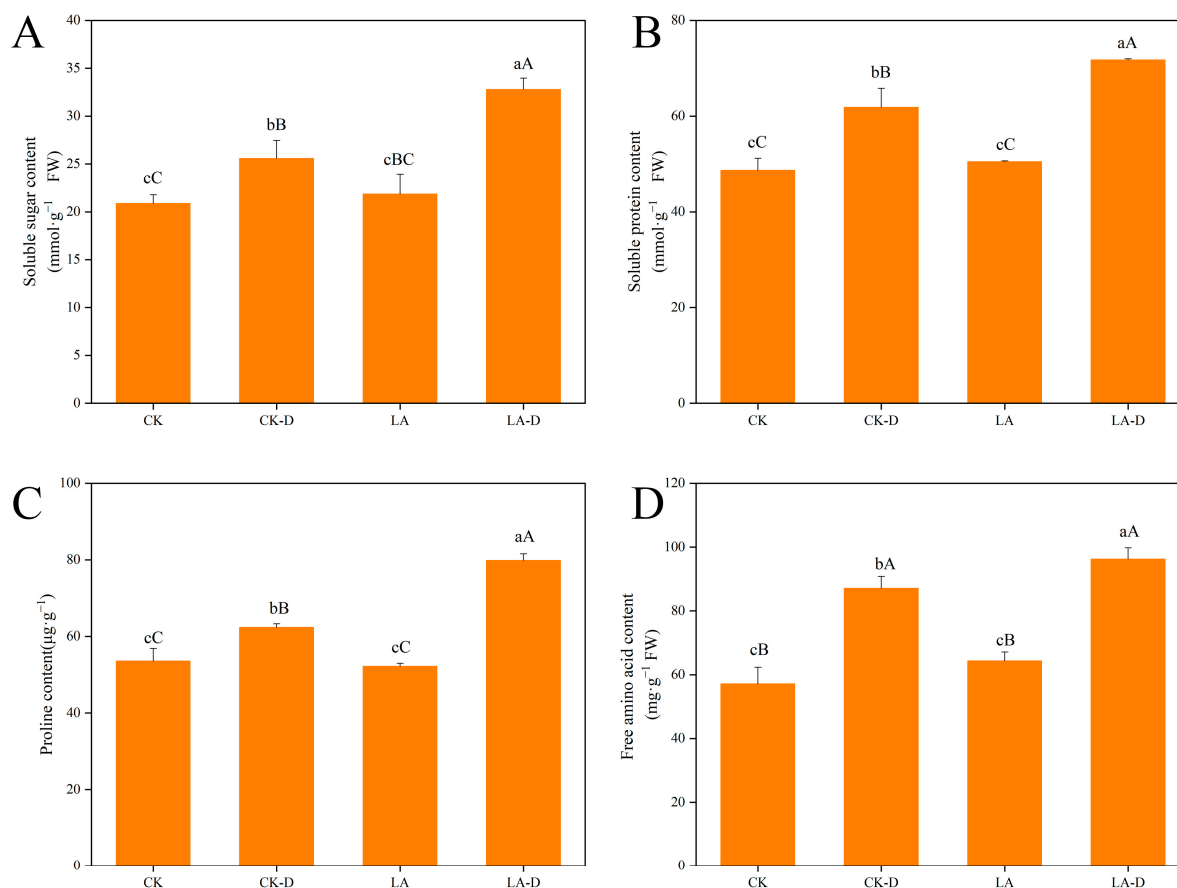 A
Soluble sugar content
(mmol·g⁻¹ FW)
40
35
30
25
20
15
10
5
0
cC
bB
cBC
aA
CK
CK-D
LA
LA-D
B
Soluble protein content
(mmol·g⁻¹ FW)
80
60
40
20
0
cC
bB
cC
aA
CK
CK-D
LA
LA-D
C
Proline content(μg·g⁻¹)
100
80
60
40
20
0
cC
bB
cC
aA
CK
CK-D
LA
LA-D
D
Free amino acid content
(mg·g⁻¹ FW)
120
100
80
60
40
20
0
cB
bA
cB
aA
CK
CK-D
LA
LA-D